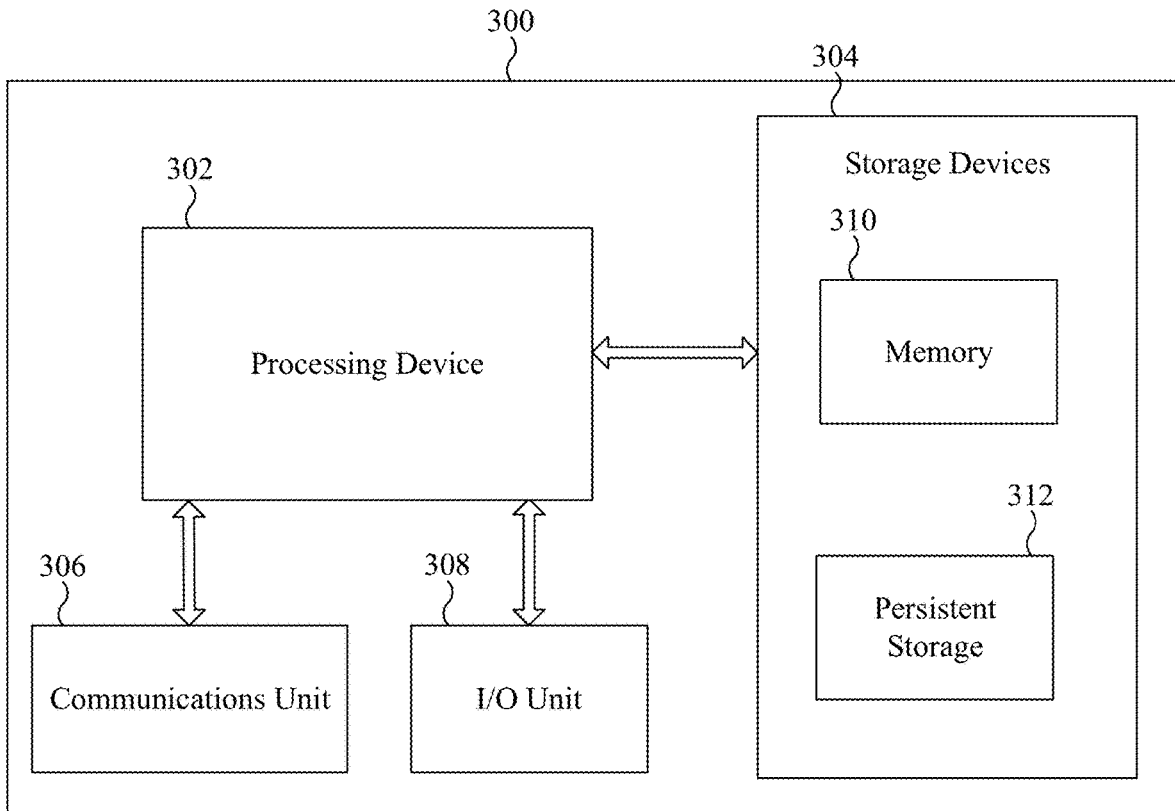 300
304
Storage Devices
302
310
Processing Device
Memory
312
306
308
Persistent
Storage
Communications Unit
I/O Unit